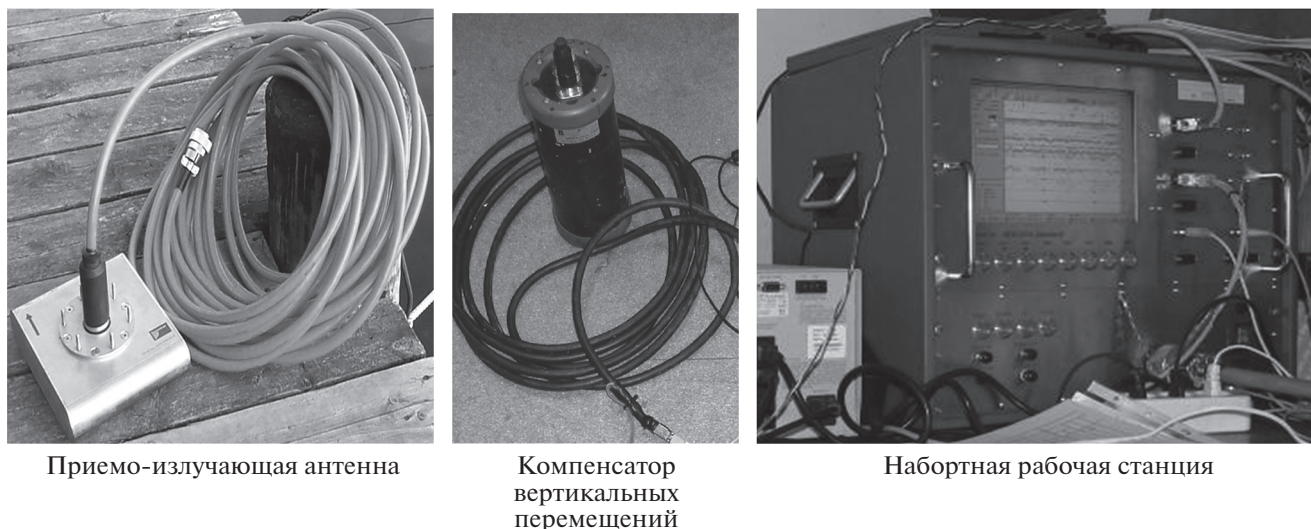 Приемо-излучающая антенна
Компенсатор
вертикальных
перемещений
Набортная рабочая станция